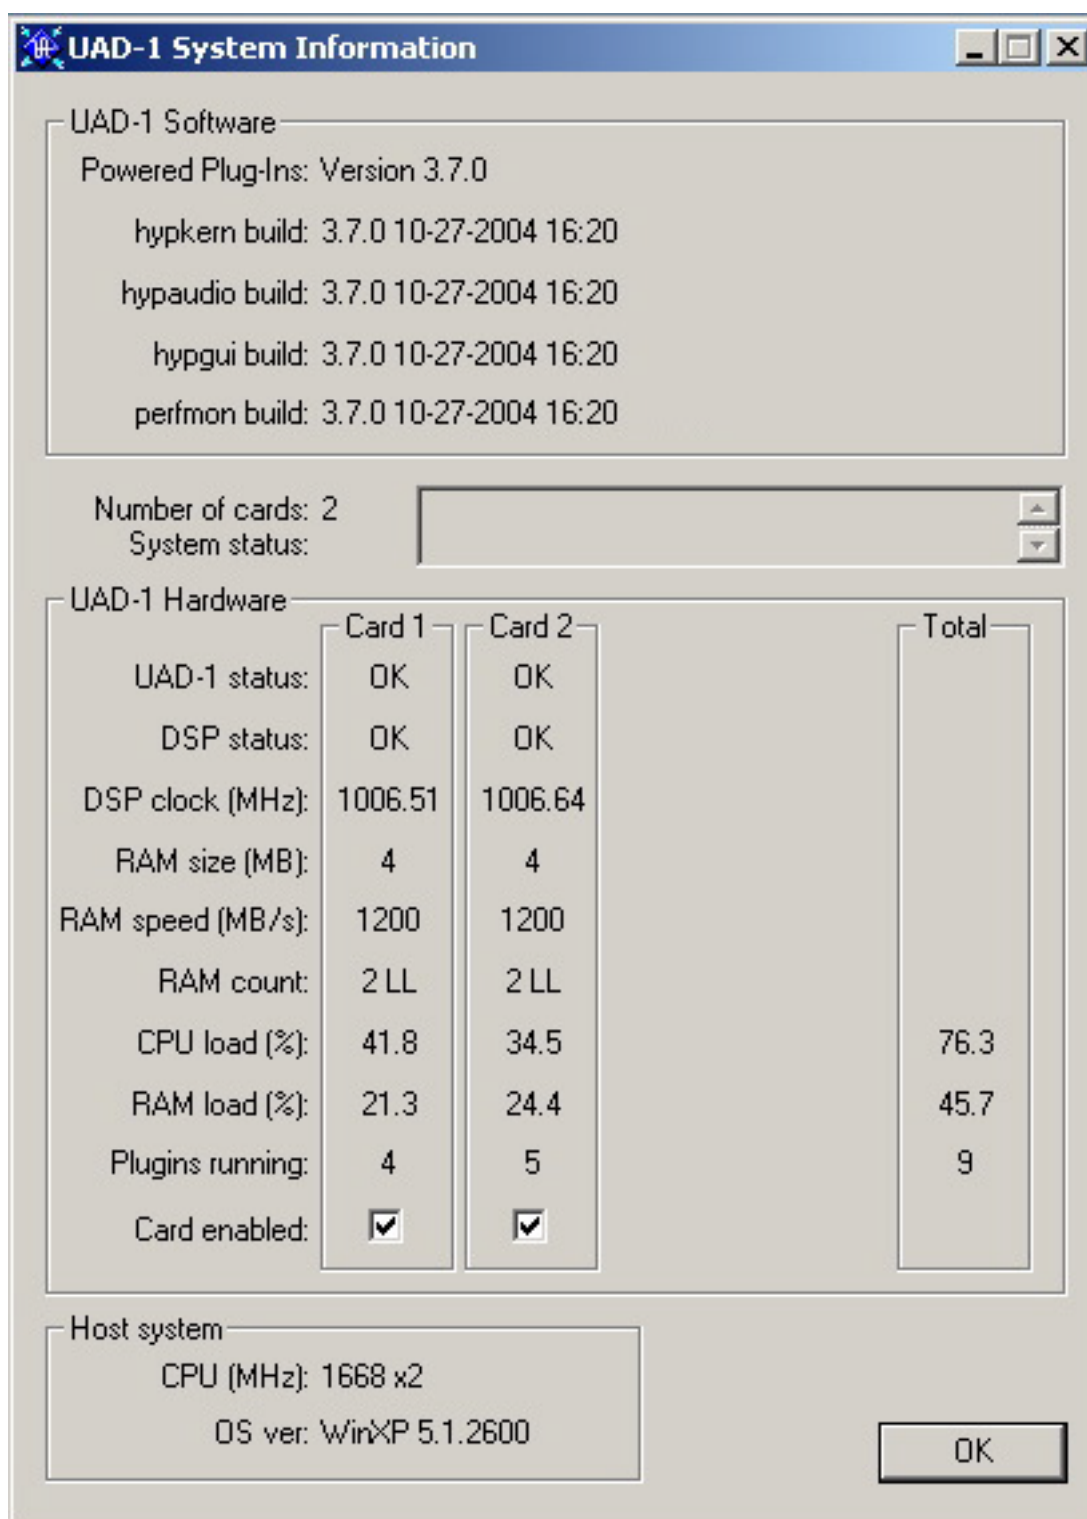 UAD-1 System Information
UAD-1 Software
Powered Plug-Ins: Version 3.7.0
hypkern build: 3.7.0 10-27-2004 16:20
hypaudio build: 3.7.0 10-27-2004 16:20
hypgui build: 3.7.0 10-27-2004 16:20
perfmon build: 3.7.0 10-27-2004 16:20
Number of cards: 2
System status:
UAD-1 Hardware
Card 1 Card 2 Total
UAD-1 status: OK OK
DSP status: OK OK
DSP clock (MHz): 1006.51 1006.64
RAM size (MB): 4 4
RAM speed (MB/s): 1200 1200
RAM count: 2 LL 2 LL
CPU load (%): 41.8 34.5 76.3
RAM load (%): 21.3 24.4 45.7
Plugins running: 4 5 9
Card enabled:
Host system
CPU (MHz): 1668 x2
OS ver: WinXP 5.1.2600
OK